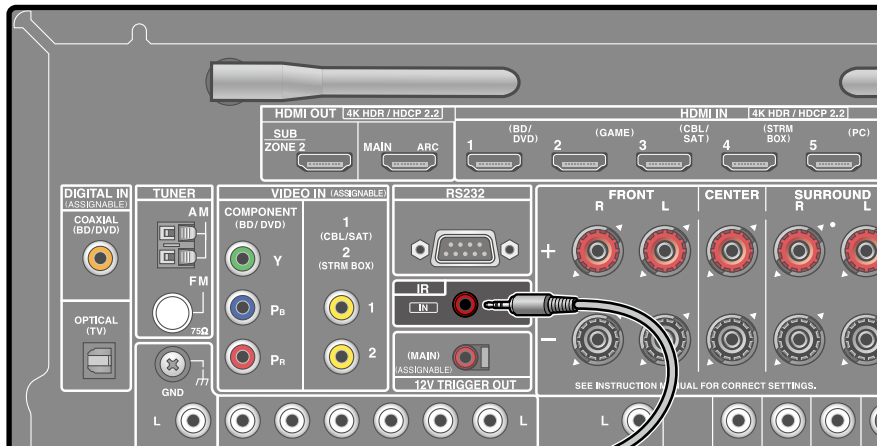 HDMI OUT 4K HDR / HDCP 2.2
HDMI IN 4K HDR / HDCP 2.2
SUB
ZONE 2
MAIN ARC
1 (BD/
DVD)
2 (GAME)
3 (CBL/
SAT)
4 (STRM
BOX)
5 (PC)
DIGITAL IN
(ASSIGNABLE)
COAXIAL
(BD/DVD)
OPTICAL
(TV)
TUNER
AM
FM
75Ω
GND
VIDEO IN (ASSIGNABLE)
COMPONENT
(BD/ DVD)
Y
PB
PR
1
(CBL/SAT)
2
(STRM BOX)
1
2
RS232
IR
IN
(MAIN)
(ASSIGNABLE)
12V TRIGGER OUT
FRONT
R L
CENTER
SURROUND
R L
+
−
SEE INSTRUCTION M UAL FOR CORRECT SETTINGS.
L
L
L